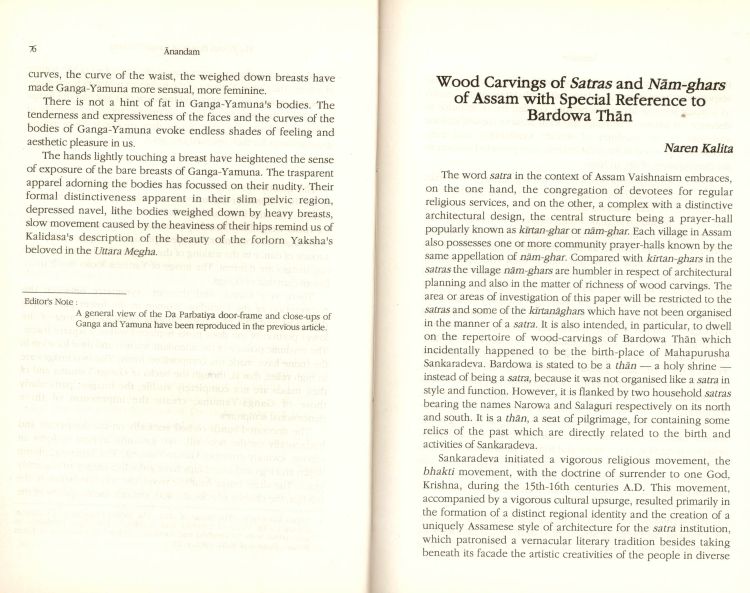 76
Ānandam
curves, the curve of the waist, the weighed down breasts have
made Ganga-Yamuna more sensual, more feminine.
There is not a hint of fat in Ganga-Yamuna's bodies. The
tenderness and expressiveness of the faces and the curves of the
bodies of Ganga-Yamuna evoke endless shades of feeling and
aesthetic pleasure in us.
The hands lightly touching a breast have heightened the sense
of exposure of the bare breasts of Ganga-Yamuna. The trasparent
apparel adorning the bodies has focussed on their nudity. Their
formal distinctiveness apparent in their slim pelvic region,
depressed navel, lithe bodies weighed down by heavy breasts,
slow movement caused by the heaviness of their hips remind us of
Kalidasa's description of the beauty of the forlorn Yaksha's
beloved in the Uttara Megha.
Editor's Note :
A general view of the Da Parbatiya door-frame and close-ups of
Ganga and Yamuna have been reproduced in the previous article.
Wood Carvings of Satras and Nām-ghars
of Assam with Special Reference to
Bardowa Thān
Naren Kalita
The word satra in the context of Assam Vaishnaism embraces,
on the one hand, the congregation of devotees for regular
religious services, and on the other, a complex with a distinctive
architectural design, the central structure being a prayer-hall
popularly known as kīrtan-ghar or nām-ghar. Each village in Assam
also possesses one or more community prayer-halls known by the
same appellation of nām-ghar. Compared with kīrtan-ghars in the
satras the village nām-ghars are humbler in respect of architectural
planning and also in the matter of richness of wood carvings. The
area or areas of investigation of this paper will be restricted to the
satras and some of the kīrtanāghars which have not been organised
in the manner of a satra. It is also intended, in particular, to dwell
on the repertoire of wood-carvings of Bardowa Thān which
incidentally happened to be the birth-place of Mahapurusha
Sankaradeva. Bardowa is stated to be a thān — a holy shrine —
instead of being a satra, because it was not organised like a satra in
style and function. However, it is flanked by two household satras
bearing the names Narowa and Salaguri respectively on its north
and south. It is a thān, a seat of pilgrimage, for containing some
relics of the past which are directly related to the birth and
activities of Sankaradeva.
Sankaradeva initiated a vigorous religious movement, the
bhakti movement, with the doctrine of surrender to one God,
Krishna, during the 15th-16th centuries A.D. This movement,
accompanied by a vigorous cultural upsurge, resulted primarily in
the formation of a distinct regional identity and the creation of a
uniquely Assamese style of architecture for the satra institution,
which patronised a vernacular literary tradition besides taking
beneath its facade the artistic creativities of the people in diverse